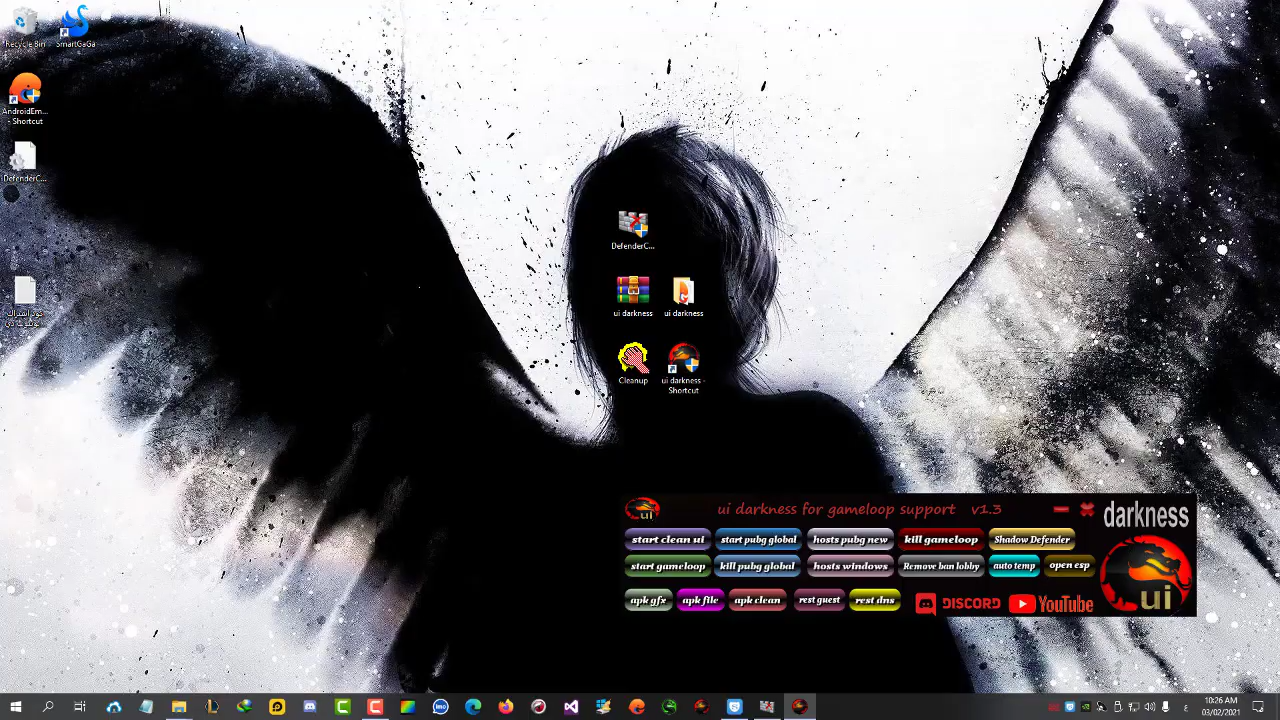 Recycle Bin
SmartGaGa
AndroidEm...
- Shortcut
DefenderC...
DefenderC...
ui darkness
ui darkness
Cleanup
ui darkness -
Shortcut
ui
ui darkness for gameloop support v1.3
darkness
start clean ui
start pubg global
hosts pubg new
kill gameloop
Shadow Defender
start gameloop
kill pubg global
hosts windows
Remove ban lobby
auto temp
open esp
apk gfx
apk file
apk clean
rest guest
rest dns
DISCORD
YouTube
ui
imo
10:26 AM
03/02/2021